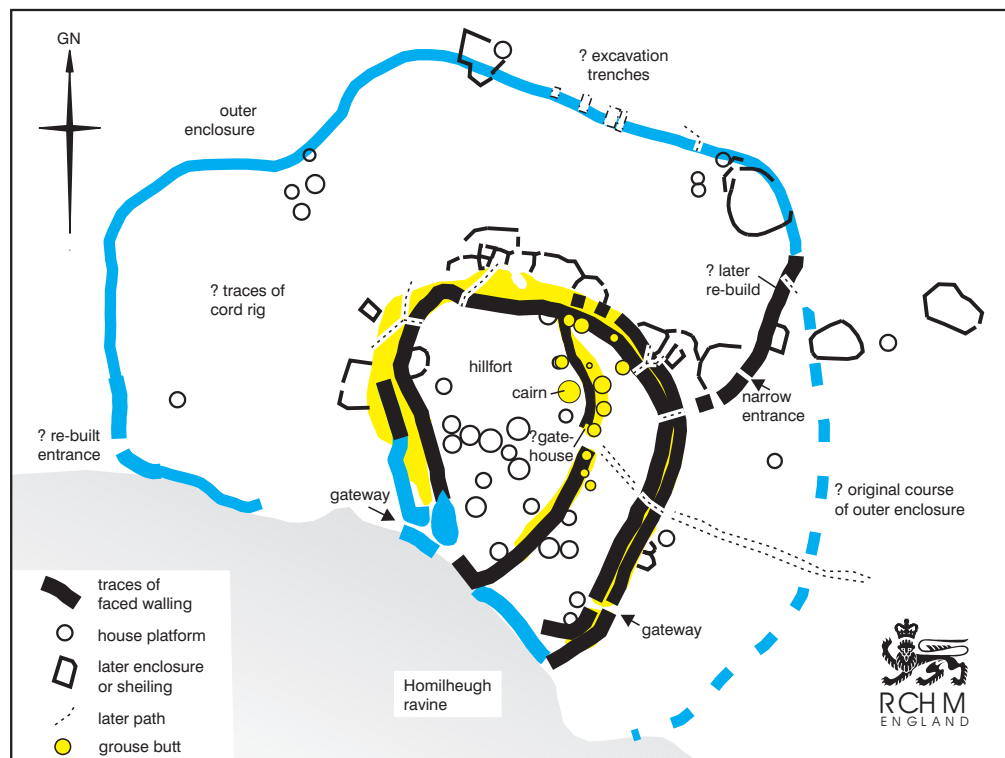 GN
? excavation
trenches
outer
enclosure
? later
re-build
? traces of
cord rig
hillfort
cairn
narrow
entrance
?gate-
house
? re-built
entrance
gateway
? original course
of outer enclosure
traces of
faced walling
house platform
gateway
later enclosure
or sheiling
Homilheugh
ravine
later path
grouse butt
RCHM
ENGLAND